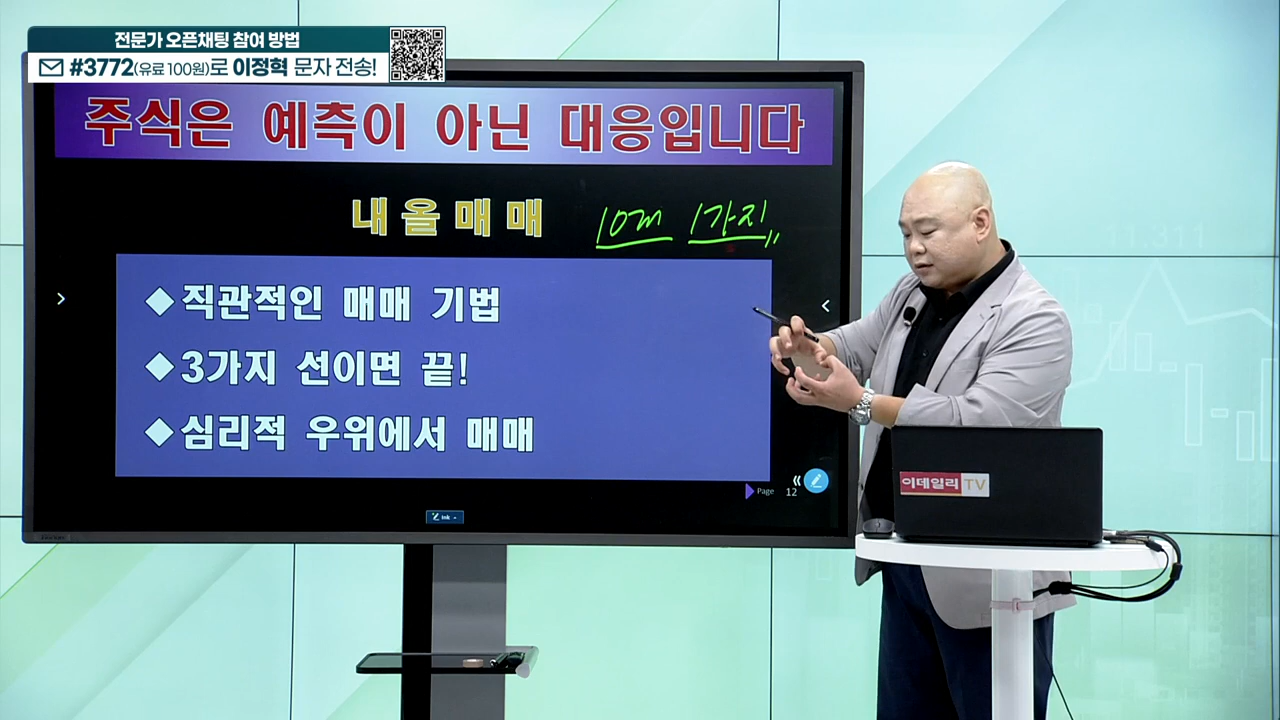 전문가 오픈채팅 참여 방법
#3772(유료 100원)로 이정혁 문자 전송!
주식은 예측이 아닌 대응입니다
내올매매 10개 1가지
◆직관적인 매매 기법
◆3가지 선이면 끝!
◆심리적 우위에서 매매
Page 12
Ink
이데일리TV